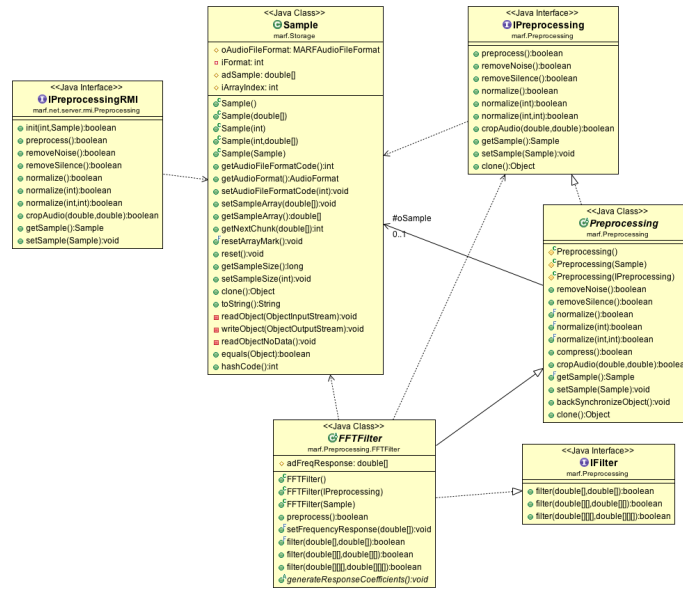 <<Java Class>>
Sample
marf.Storage
oAudioFileFormat: MARFAudioFileFormat
iFormat: int
adSample: double[]
iArrayIndex: int
Sample()
Sample(double[])
Sample(int)
Sample(int,double[])
Sample(Sample)
getAudioFileFormatCode():int
getAudioFormat():AudioFormat
setAudioFileFormatCode(int):void
setSampleArray(double[]):void
getSampleArray():double[]
getNextChunk(double[]):int
resetArrayMark():void
reset():void
getSampleSize():long
setSampleSize(int):void
clone():Object
toString():String
readObject(ObjectInputStream):void
writeObject(ObjectOutputStream):void
readObjectNoData():void
equals(Object):boolean
hashCode():int
<<Java Interface>>
IPreprocessing
marf.Preprocessing
preprocess():boolean
removeNoise():boolean
removeSilence():boolean
normalize():boolean
normalize(int):boolean
normalize(int,int):boolean
cropAudio(double,double):boolean
getSample():Sample
setSample(Sample):void
clone():Object
<<Java Interface>>
IPreprocessingRMI
marf.net.server.rmi.Preprocessing
init(int,Sample):boolean
preprocess():boolean
removeNoise():boolean
removeSilence():boolean
normalize():boolean
normalize(int):boolean
normalize(int,int):boolean
cropAudio(double,double):boolean
getSample():Sample
setSample(Sample):void
#oSample
0..1
<<Java Class>>
Preprocessing
marf.Preprocessing
Preprocessing()
Preprocessing(Sample)
Preprocessing(IPreprocessing)
removeNoise():boolean
removeSilence():boolean
normalize():boolean
normalize(int):boolean
normalize(int,int):boolean
compress():boolean
cropAudio(double,double):boolea
getSample():Sample
setSample(Sample):void
backSynchronizeObject():void
clone():Object
<<Java Class>>
FFTFilter
marf.Preprocessing.FFTFilter
adFreqResponse: double[]
FFTFilter()
FFTFilter(IPreprocessing)
FFTFilter(Sample)
preprocess():boolean
setFrequencyResponse(double[]):void
filter(double[],double[]):boolean
filter(double[][],double[][]):boolean
filter(double[][][],double[][][]):boolean
generateResponseCoefficients():void
<<Java Interface>>
IFilter
marf.Preprocessing
filter(double[],double[]):boolean
filter(double[][],double[][]):boolean
filter(double[][][],double[][][]):boolean